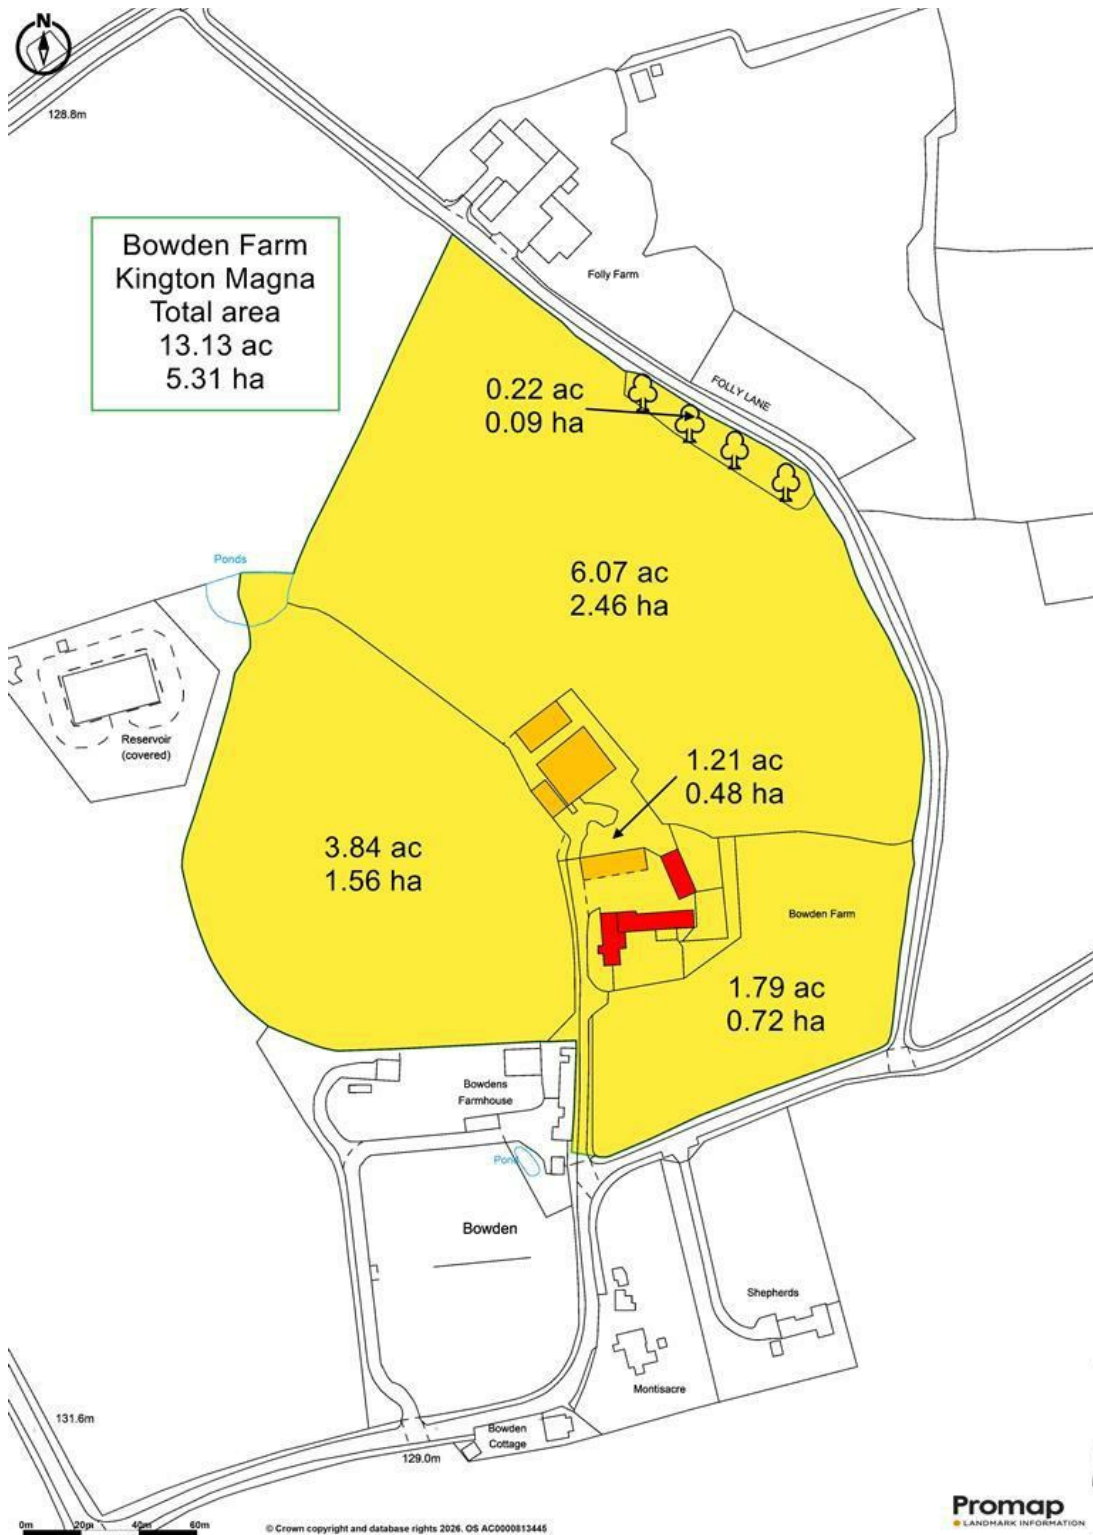 N
128.8m
Bowden Farm
Kington Magna
Total area
13.13 ac
5.31 ha
Folly Farm
FOLLY LANE
0.22 ac
0.09 ha
Ponds
6.07 ac
2.46 ha
Reservoir
(covered)
1.21 ac
0.48 ha
3.84 ac
1.56 ha
Bowden Farm
1.79 ac
0.72 ha
Bowdens
Farmhouse
Pond
Bowden
Shepherds
Montisacre
131.6m
Bowden
Cottage
129.0m
0m 20m 40m 60m
© Crown copyright and database rights 2026. OS AC0000813445
Promap
LANDMARK INFORMATION